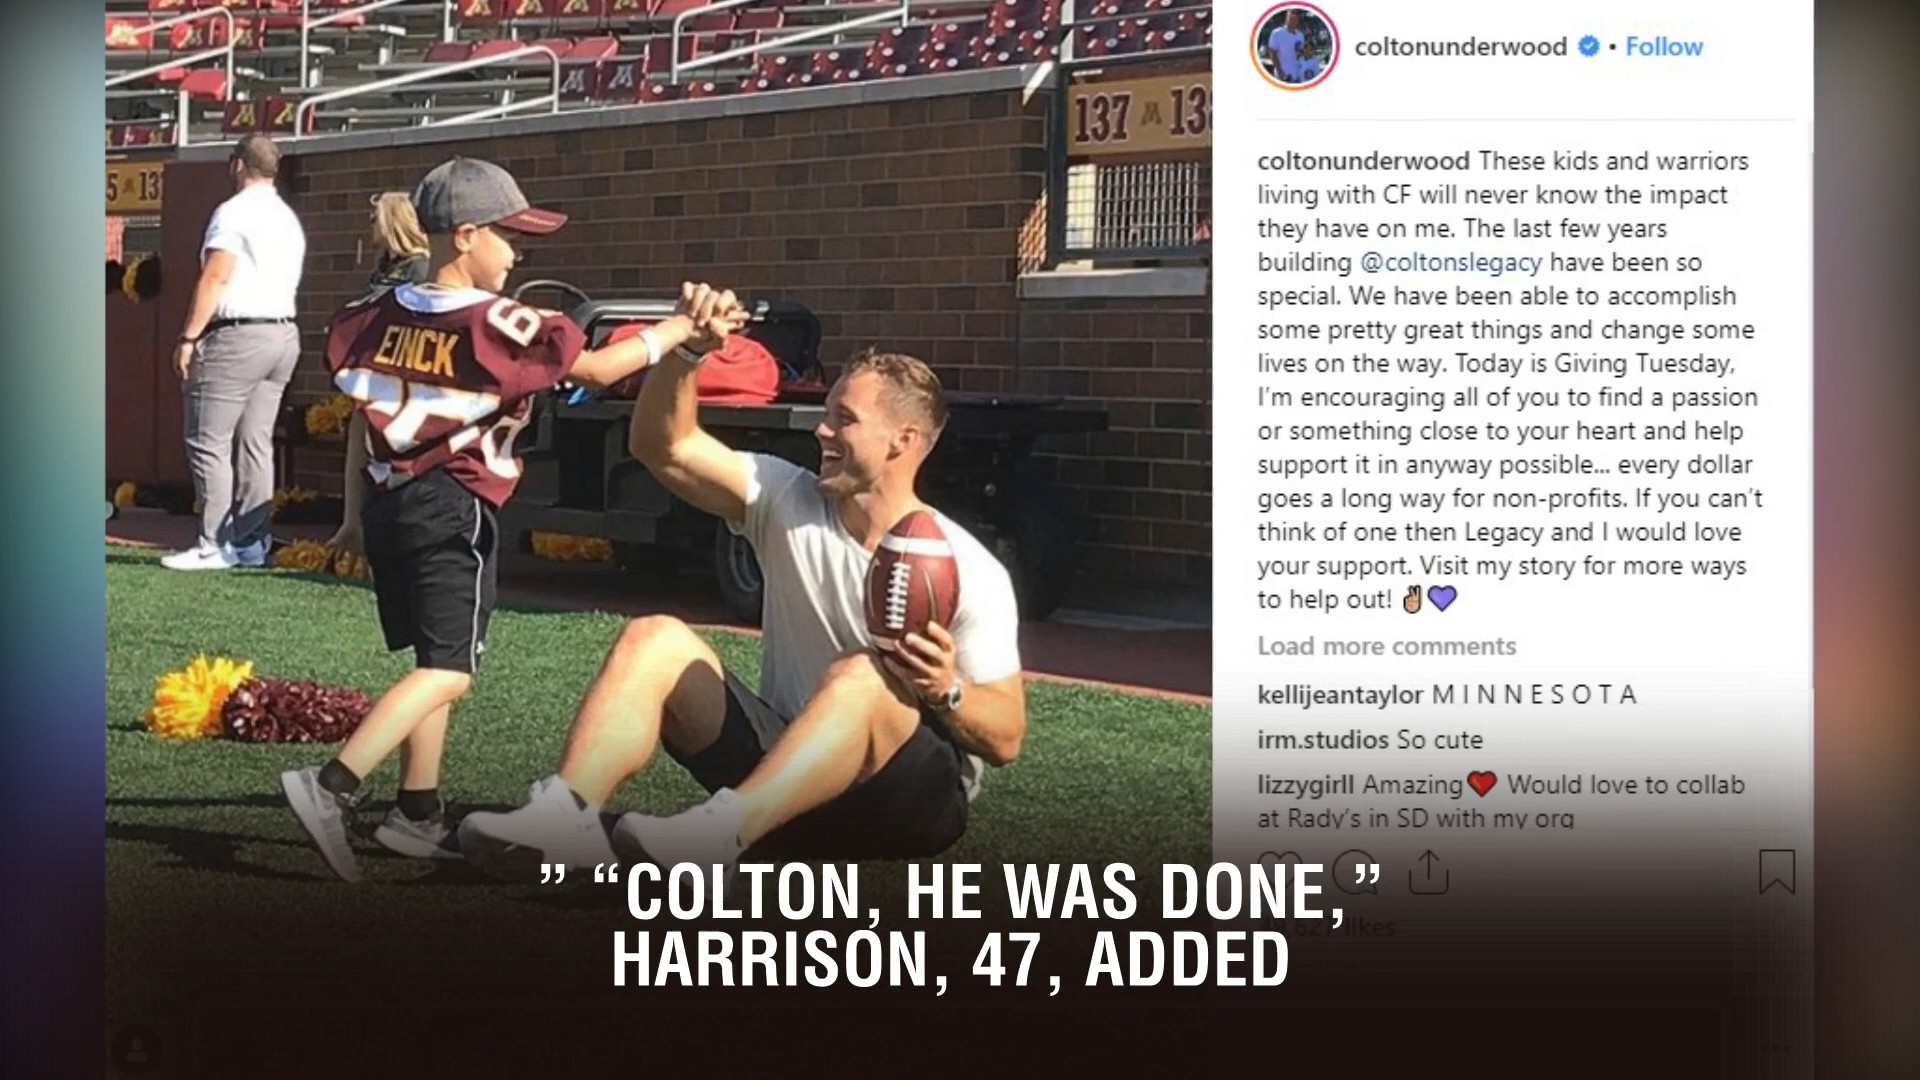 coltonunderwood • Follow
coltonunderwood These kids and warriors
living with CF will never know the impact
they have on me. The last few years
building @coltonslegacy have been so
special. We have been able to accomplish
some pretty great things and change some
lives on the way. Today is Giving Tuesday,
I'm encouraging all of you to find a passion
or something close to your heart and help
support it in anyway possible... every dollar
goes a long way for non-profits. If you can't
think of one then Legacy and I would love
your support. Visit my story for more ways
to help out! ✌🏼💜
Load more comments
kellijeantaylor M I N N E S O T A
irm.studios So cute
lizzygirll Amazing❤️ Would love to collab
at Rady's in SD with my org
likes
137 M 13
5 M 13
EINCK
6
” “COLTON, HE WAS DONE,”
HARRISON, 47, ADDED